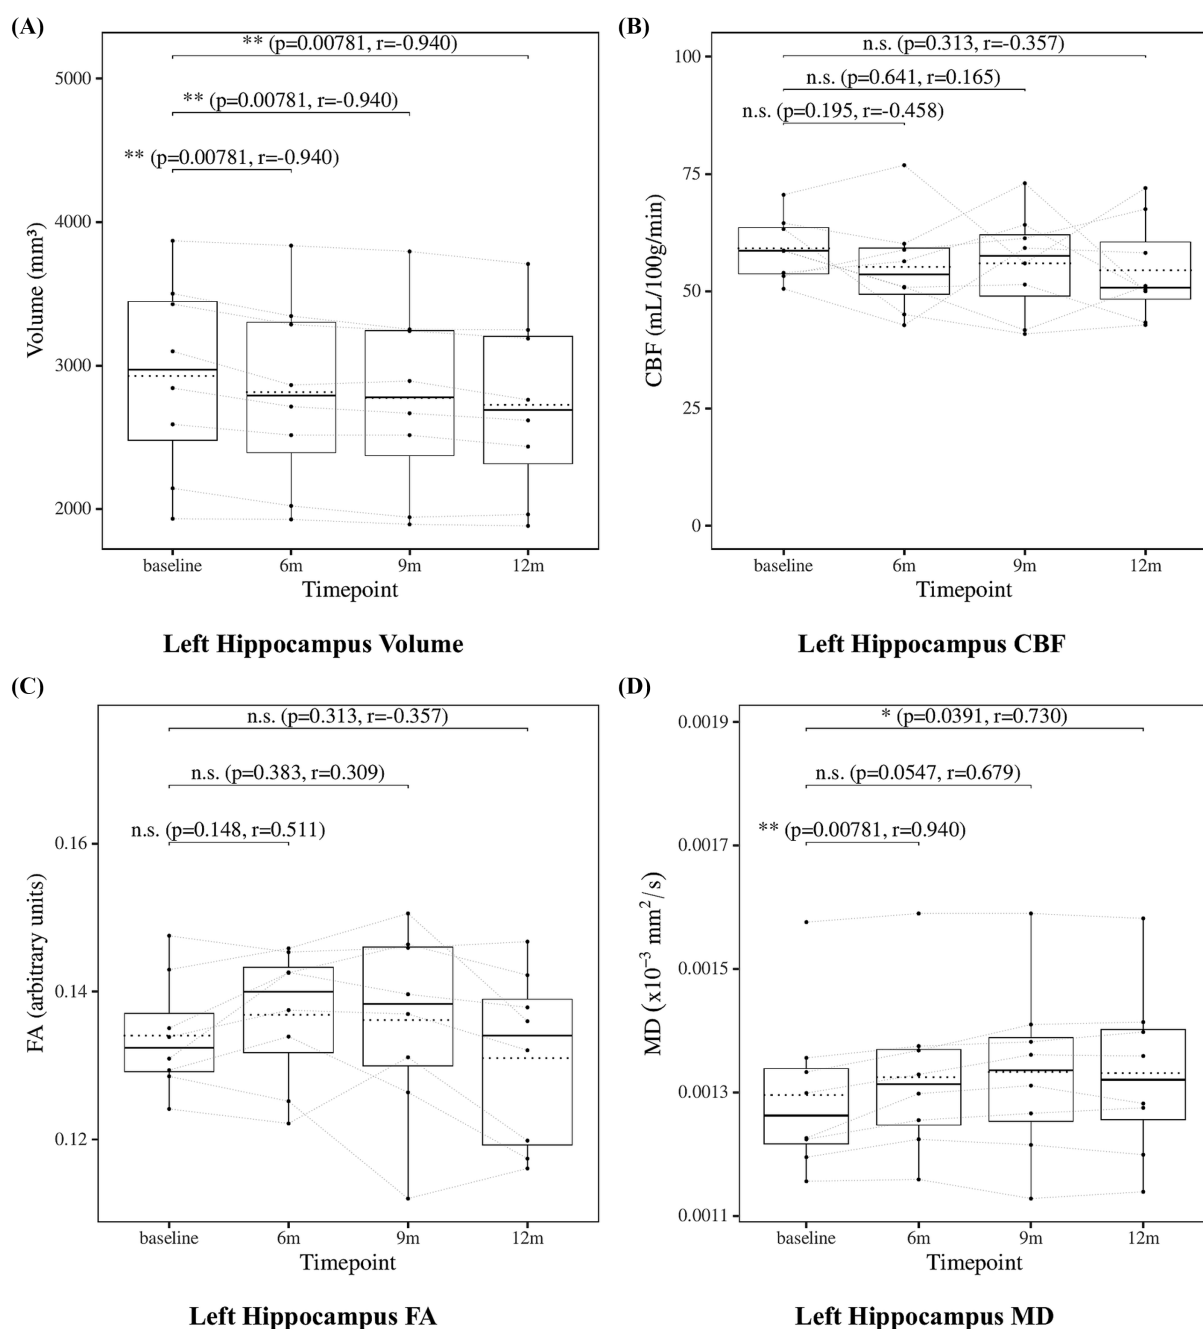 (A)
** (p=0.00781, r=-0.940)
** (p=0.00781, r=-0.940)
** (p=0.00781, r=-0.940)
5000
4000
3000
2000
Volume (mm³)
baseline 6m 9m 12m
Timepoint
Left Hippocampus Volume
(B)
n.s. (p=0.313, r=-0.357)
n.s. (p=0.641, r=0.165)
n.s. (p=0.195, r=-0.458)
100
75
50
25
0
CBF (mL/100g/min)
baseline 6m 9m 12m
Timepoint
Left Hippocampus CBF
(C)
n.s. (p=0.313, r=-0.357)
n.s. (p=0.383, r=0.309)
n.s. (p=0.148, r=0.511)
0.16
0.14
0.12
FA (arbitrary units)
baseline 6m 9m 12m
Timepoint
Left Hippocampus FA
(D)
* (p=0.0391, r=0.730)
n.s. (p=0.0547, r=0.679)
** (p=0.00781, r=0.940)
0.0019
0.0017
0.0015
0.0013
0.0011
MD (x10⁻³ mm²/s)
baseline 6m 9m 12m
Timepoint
Left Hippocampus MD